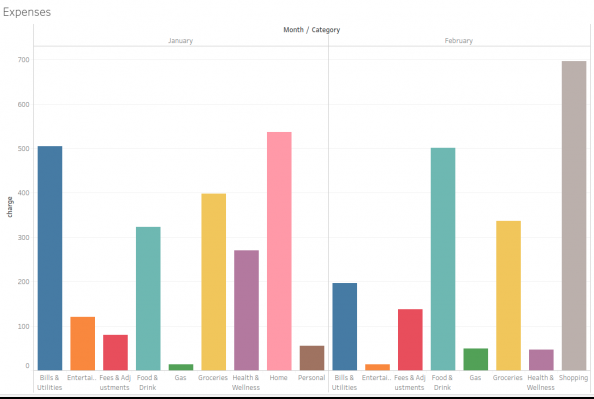 Expenses
Month / Category
January
February
700
600
500
400
300
200
100
0
charge
Bills &
Utilities
Entertai..
Fees & Adj
ustments
Food &
Drink
Gas
Groceries
Health &
Wellness
Home
Personal
Bills &
Utilities
Entertai..
Fees & Adj
ustments
Food &
Drink
Gas
Groceries
Health &
Wellness
Shopping